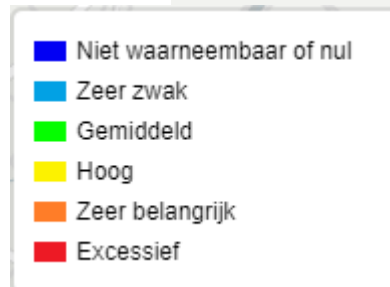 Niet waarneembaar of nul
Zeer zwak
Gemiddeld
Hoog
Zeer belangrijk
Excessief